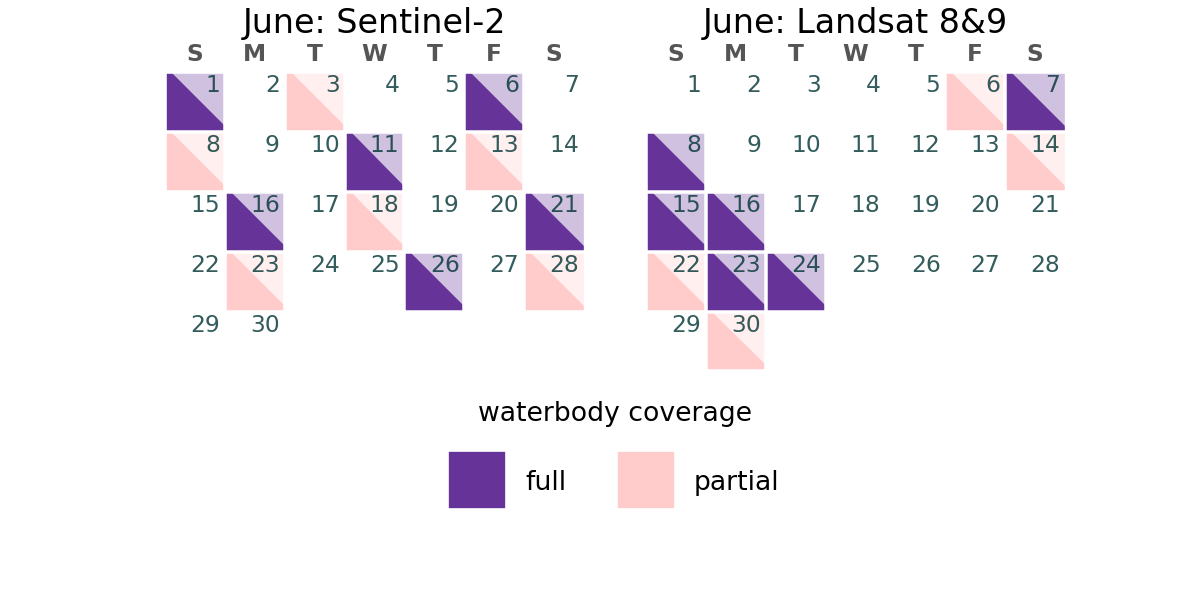 June: Sentinel-2
S M T W T F S
1 2 3 4 5 6 7
8 9 10 11 12 13 14
15 16 17 18 19 20 21
22 23 24 25 26 27 28
29 30
June: Landsat 8&9
S M T W T F S
1 2 3 4 5 6 7
8 9 10 11 12 13 14
15 16 17 18 19 20 21
22 23 24 25 26 27 28
29 30
waterbody coverage
full partial